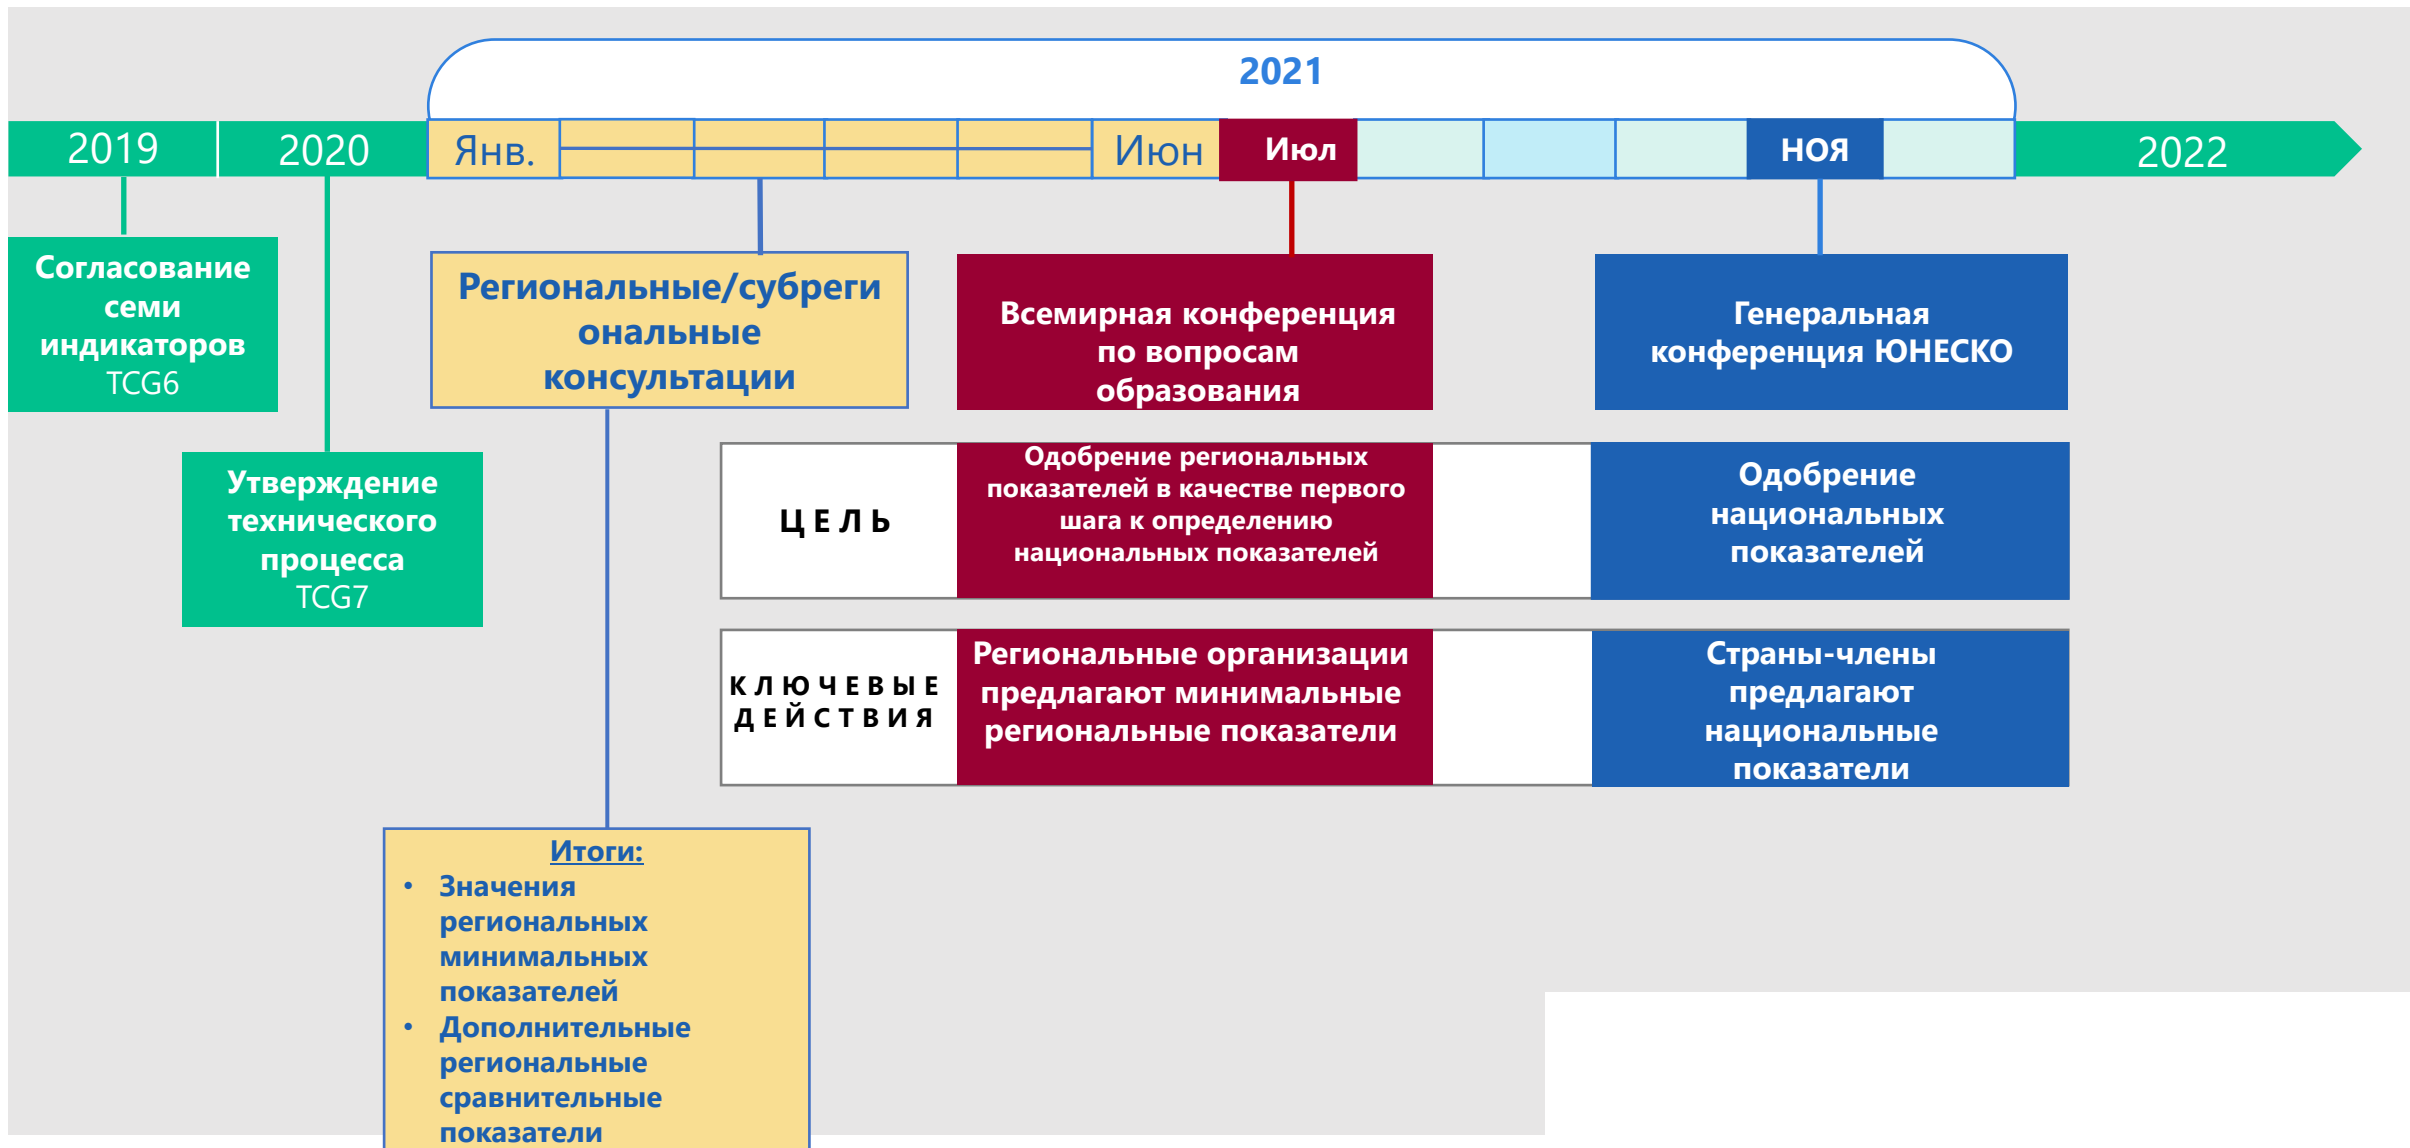 2021
2019
2020
Янв.
Июн
Июл
НОЯ
2022
Согласование
семи
индикаторов
TCG6
Утверждение
технического
процесса
TCG7
Региональные/субреги
ональные
консультации
Всемирная конференция
по вопросам
образования
Генеральная
конференция ЮНЕСКО
ЦЕЛЬ
Одобрение региональных
показателей в качестве первого
шага к определению
национальных показателей
Одобрение
национальных
показателей
КЛЮЧЕВЫЕ
ДЕЙСТВИЯ
Региональные организации
предлагают минимальные
региональные показатели
Страны-члены
предлагают
национальные
показатели
Итоги:
• Значения
региональных
минимальных
показателей
• Дополнительные
региональные
сравнительные
показатели